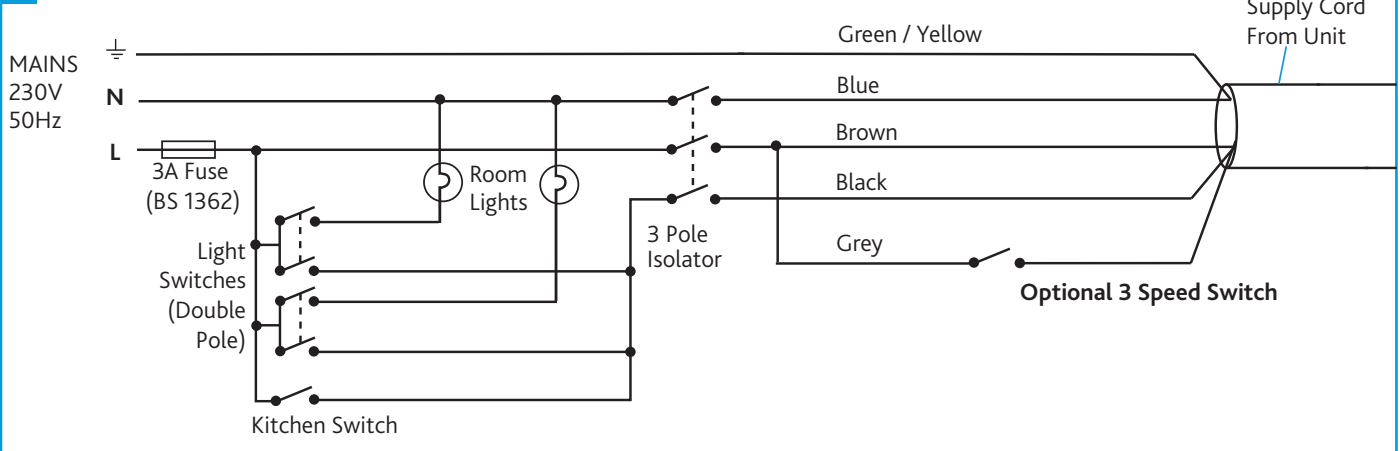 Supply Cord
From Unit
Green / Yellow
MAINS
230V
50Hz
N
Blue
L
Brown
3A Fuse
(BS 1362)
Room
Lights
Black
Light
Switches
(Double
Pole)
3 Pole
Isolator
Grey
Optional 3 Speed Switch
Kitchen Switch